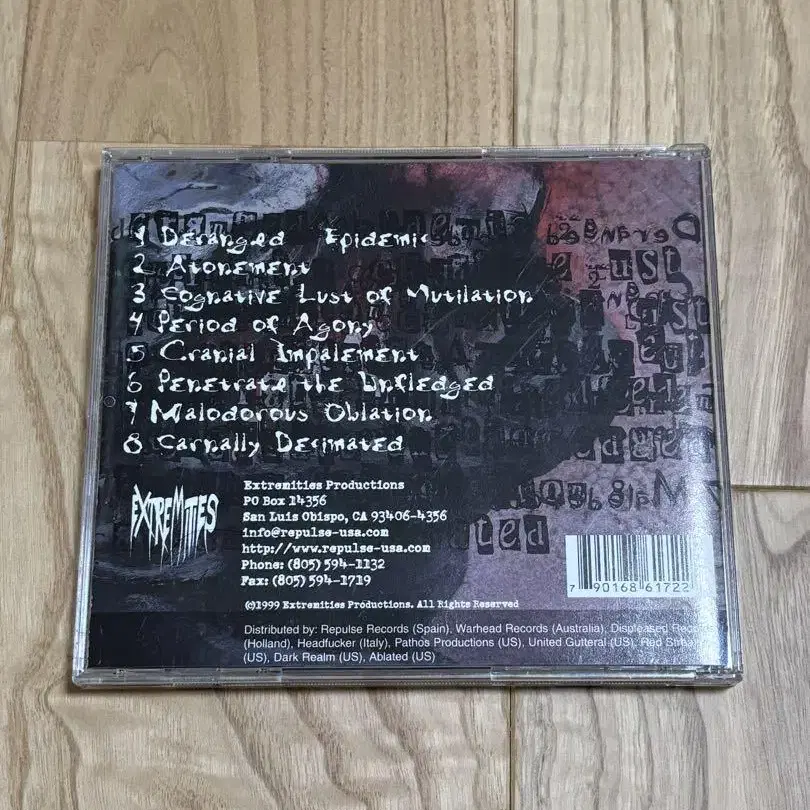 1 Deranged Epidemic
2 Atonement
3 Cognative Lust of Mutilation
4 Period of Agony
5 Cranial Impalement
6 Penetrate the Unfledged
7 Malodorous Oblation
8 Carnally Decimated
EXTREMITIES
Extremities Productions
PO Box 14356
San Luis Obispo, CA 93406-4356
info@repulse-usa.com
http://www.repulse-usa.com
Phone: (805) 594-1132
Fax: (805) 594-1719
©1999 Extremities Productions. All Rights Reserved
7 90168 61722
Distributed by: Repulse Records (Spain), Warhead Records (Australia), Displeased
(Holland), Headfucker (Italy), Pathos Productions (US), United Gutteral (US), Red
(US), Dark Realm (US), Ablated (US)